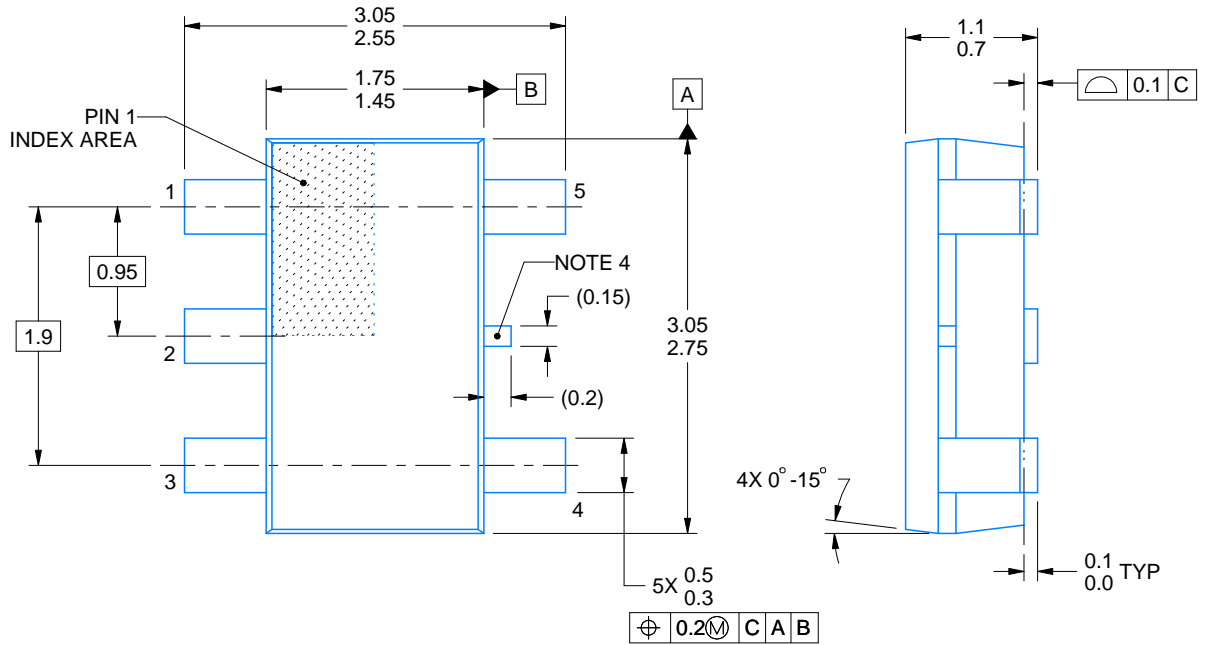 3.05
2.55
1.75
1.45
B
A
1.1
0.7
0.1 C
PIN 1
INDEX AREA
1
5
0.95
NOTE 4
(0.15)
1.9
3.05
2.75
2
(0.2)
3
4
4X 0° -15°
5X 0.5
0.3
0.1 TYP
0.0
⌖ 0.2Ⓜ C A B